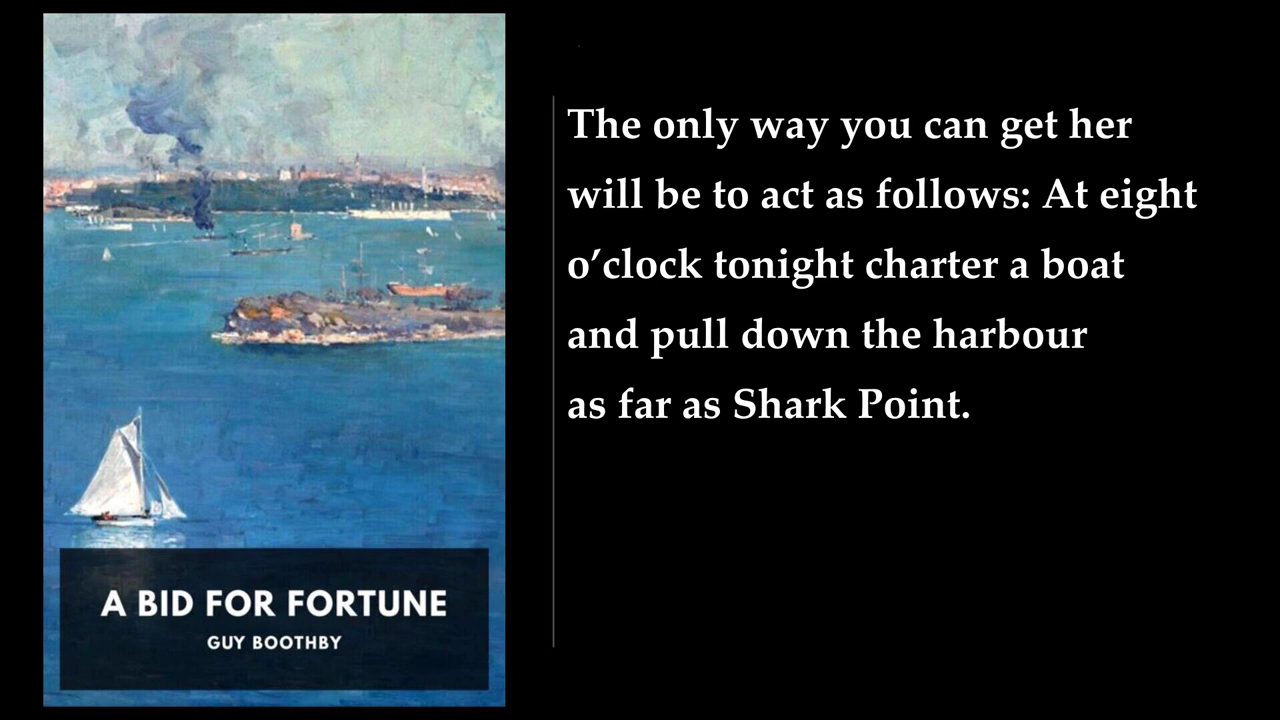 The only way you can get her
will be to act as follows: At eight
o’clock tonight charter a boat
and pull down the harbour
as far as Shark Point.
A BID FOR FORTUNE
GUY BOOTHBY